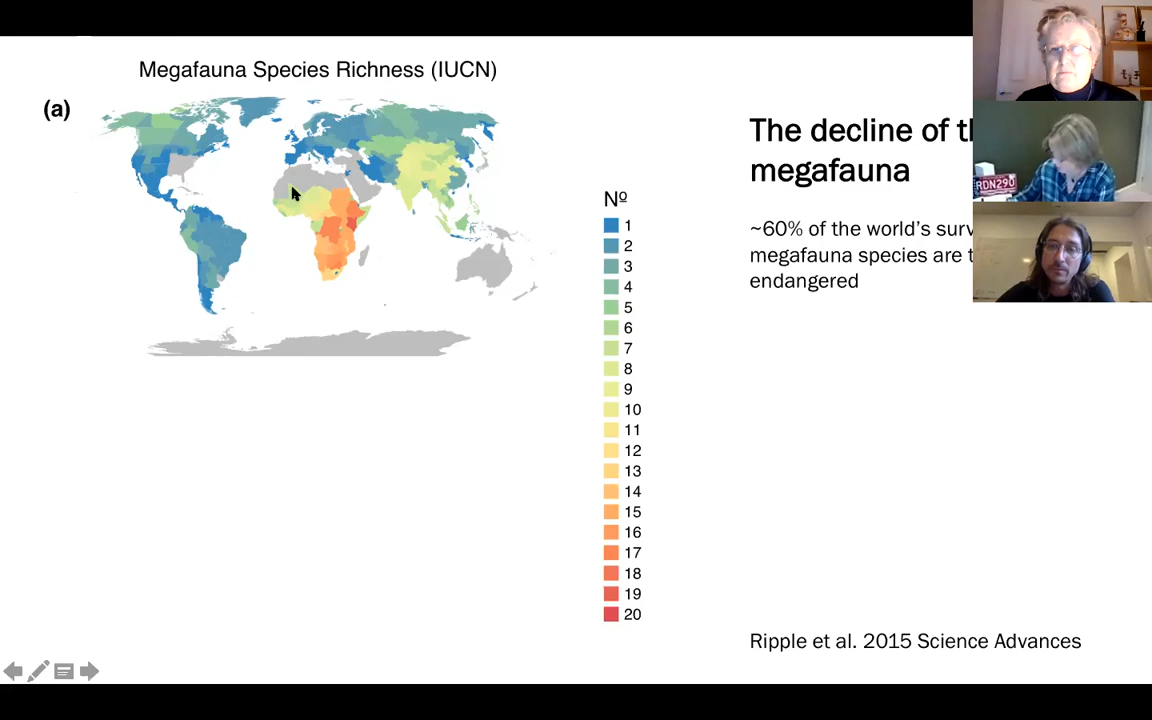 Megafauna Species Richness (IUCN)
(a)
Nº
1
2
3
4
5
6
7
8
9
10
11
12
13
14
15
16
17
18
19
20
The decline of
megafauna
~60% of the world's
megafauna species are
endangered
Ripple et al. 2015 Science Advances
RDN290